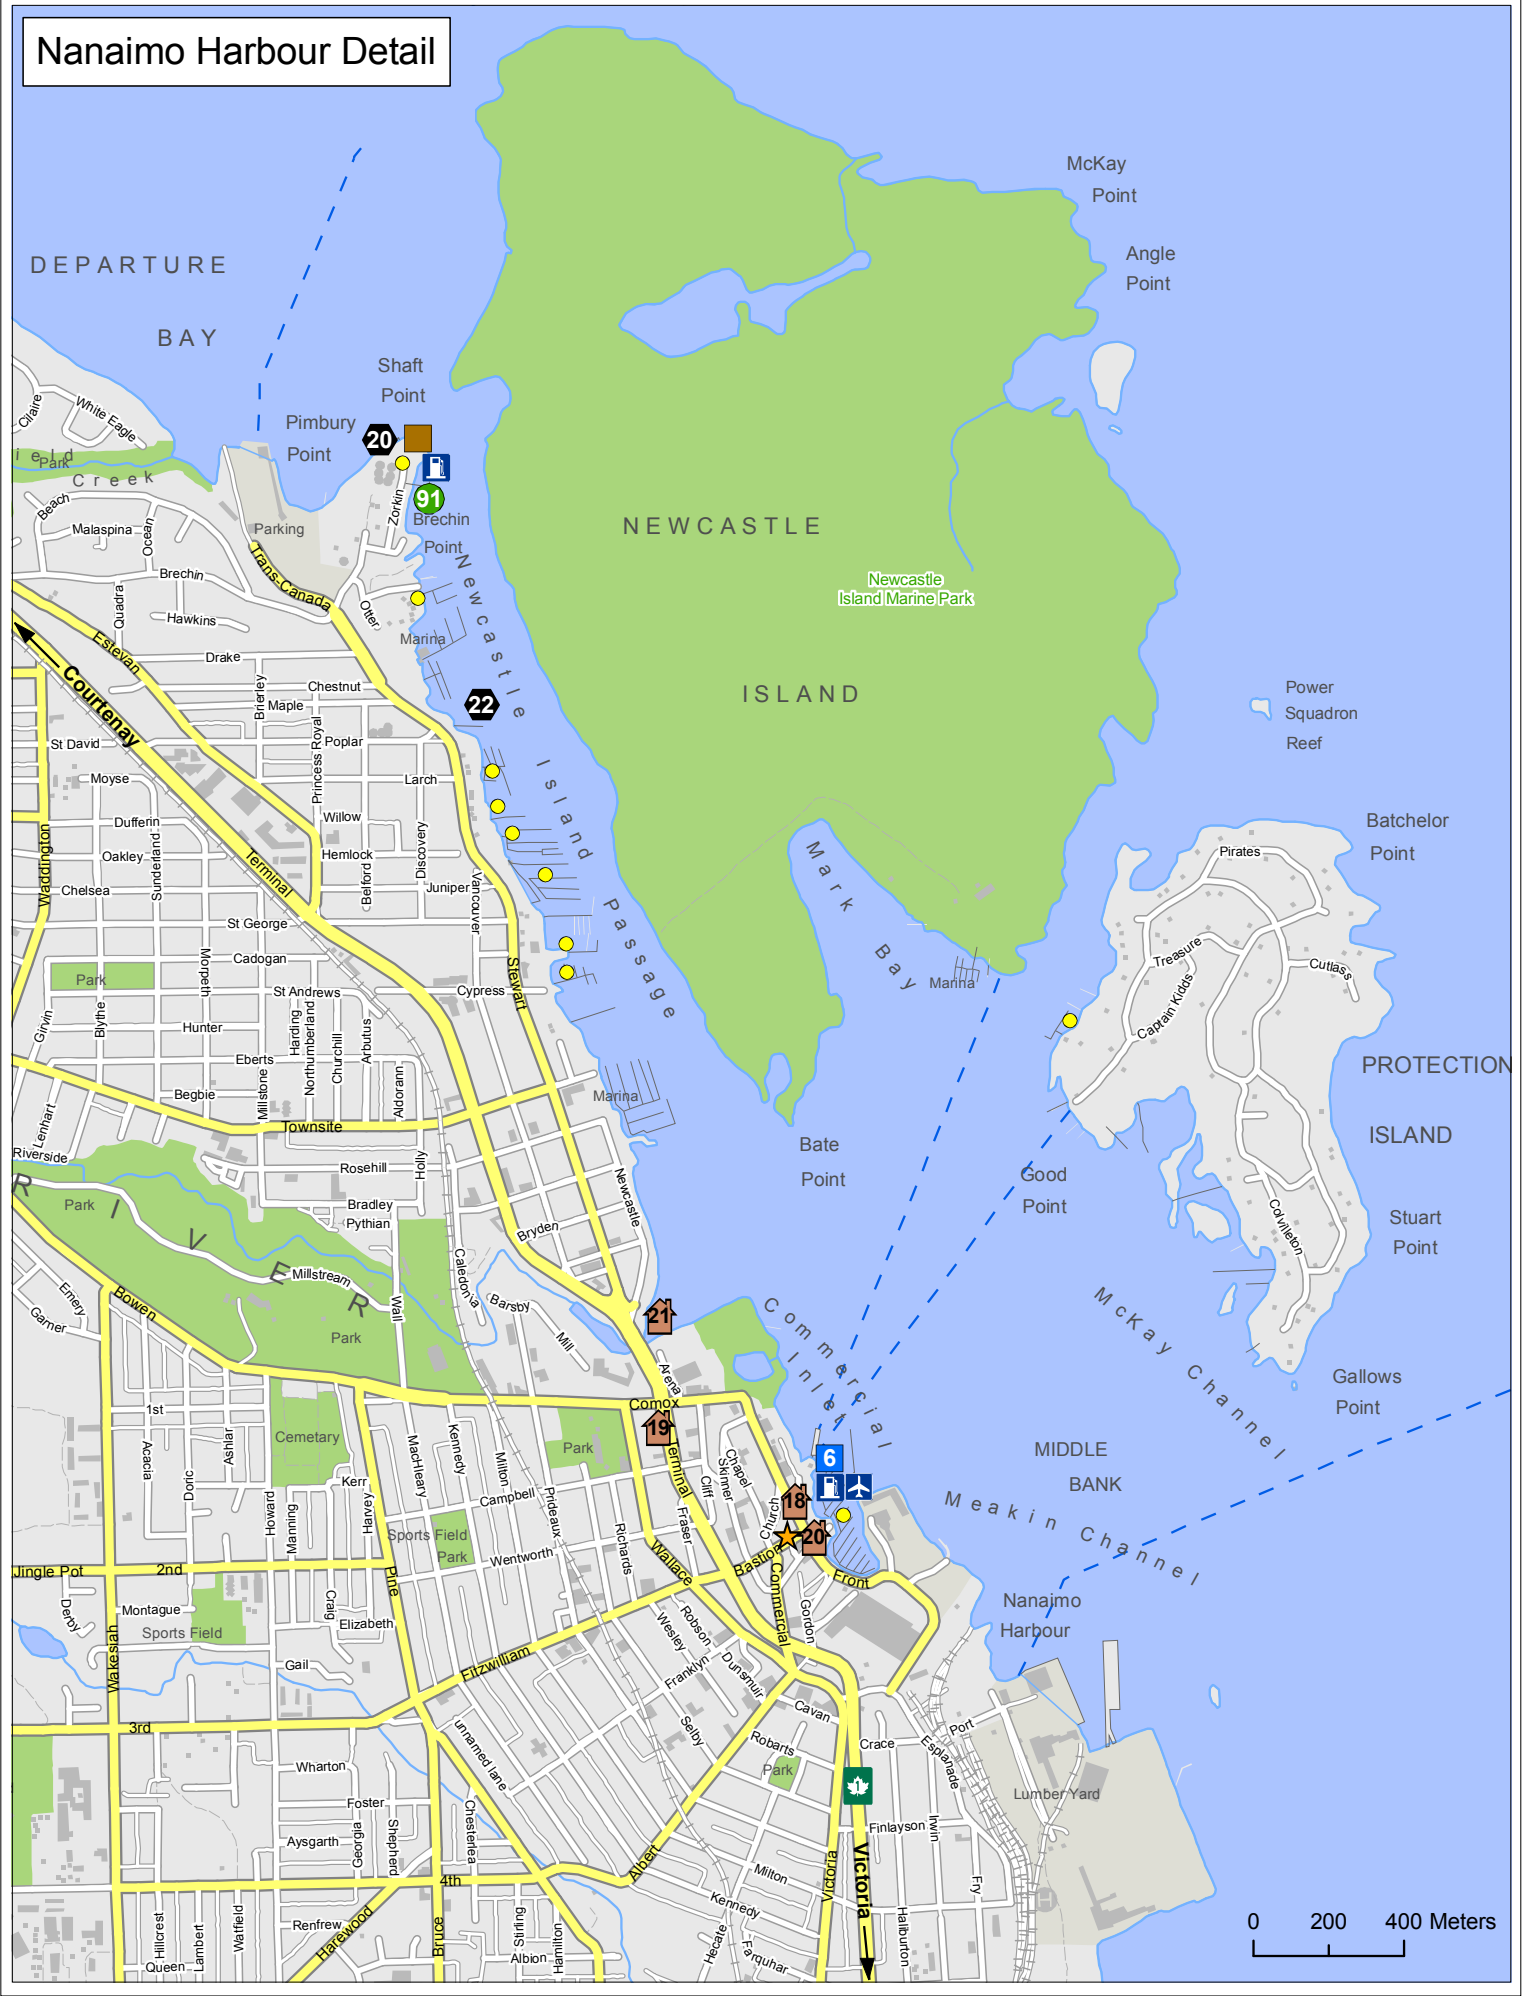 Nanaimo Harbour Detail
McKay
Point
Angle
Point
DEPARTURE
BAY
Shaft
Point
Pimbury
Point
20
91
Brechin
Point
Cilaire
White Eagle
ield
Park
Creek
Beach
Malaspina
Ocean
Zorkin
Parking
Trans-Canada
Brechin
Quadra
Hawkins
Otter
Marina
Estevan
Drake
Courtenay
Brierley
Chestnut
Maple
Princess Royal
22
St David
Poplar
Moyse
Larch
Dufferin
Willow
Waddington
Oakley
Sunderland
Terminal
Hemlock
Discovery
Belford
Chelsea
Juniper
Vancouver
St George
Morpeth
Cadogan
Stewart
Park
St Andrews
Cypress
Girvin
Blythe
Hunter
Harding
Northumberland
Churchill
Arbutus
Eberts
Millstone
Aldorann
Begbie
Lenhart
Townsite
Riverside
Rosehill
Holly
Newcastle Island Passage
NEWCASTLE
Newcastle
Island Marine Park
ISLAND
Power
Squadron
Reef
Mark Bay
Marina
Batchelor
Point
Pirates
Treasure
Cutlass
Captain Kidds
PROTECTION
ISLAND
Marina
Bate
Point
Good
Point
Stuart
Point
Colvilleton
RIVER
Park
Bradley
Pythian
Bryden
Newcastle
Millstream
Wall
Caledonia
Barsby
Mill
Park
Emery
Garner
Bowen
21
Arena
Comox
Commercial
Inlet
McKay Channel
Gallows
Point
1st
Acacia
Ashlar
Doric
Cemetary
MacHleary
Kennedy
Milton
Park
19
Terminal
Chapel
Skinner
Cliff
6
MIDDLE
BANK
Meakin Channel
Howard
Manning
Kerr
Harvey
Campbell
Prideaux
Fraser
Church
18
20
Sports Field
Park
Wentworth
Richards
Wallace
Bastion
Commercial
Front
Jingle Pot
2nd
Pine
Nanaimo
Harbour
Derby
Montague
Craig
Elizabeth
Sports Field
Gordon
Robson
Wesley
Wakesiah
Gail
Fitzwilliam
Franklyn
Dunsmuir
Cavan
3rd
unnamed lane
Selby
Robarts
Crace
Port
Esplanade
Wharton
Park
1
Lumber Yard
Foster
Georgia
Shepherd
Chesterlea
Aysgarth
Finlayson
Irwin
Albert
Victoria
Victoria
4th
Milton
Kennedy
Fry
Hillcrest
Lambert
Watfield
Renfrew
Harewood
Bruce
Stirling
Hamilton
Hecate
Farquhar
Haliburton
Queen
Albion
0 200 400 Meters